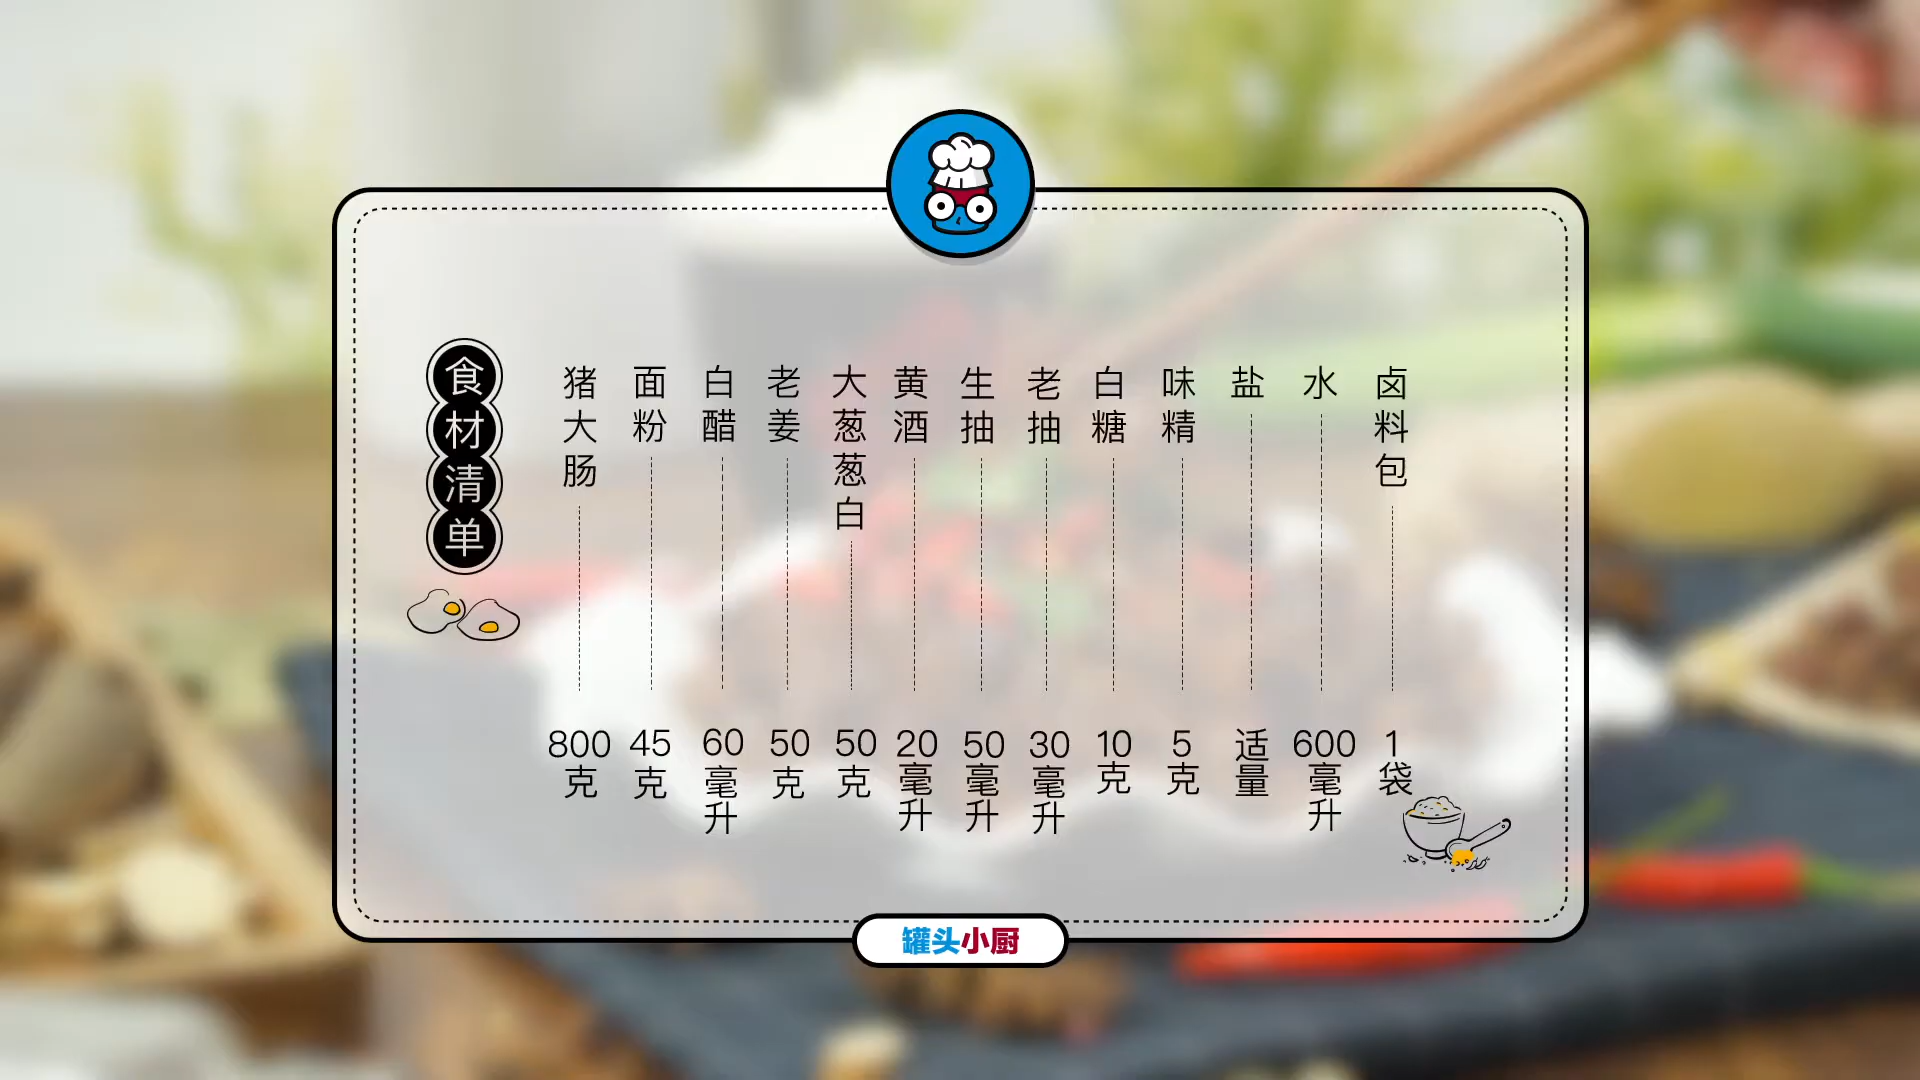 食材清单
猪大肠 800克
面粉 45克
白醋 60毫升
老姜 50克
大葱葱白 50克
黄酒 20毫升
生抽 50毫升
老抽 30毫升
白糖 10克
味精 5克
盐 适量
水 600毫升
卤料包 1袋
罐头小厨